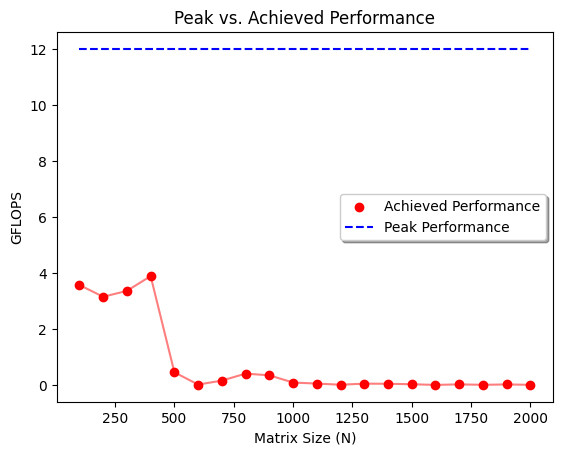 Peak vs. Achieved Performance
12
10
8
6
4
2
0
GFLOPS
Achieved Performance
Peak Performance
250 500 750 1000 1250 1500 1750 2000
Matrix Size (N)